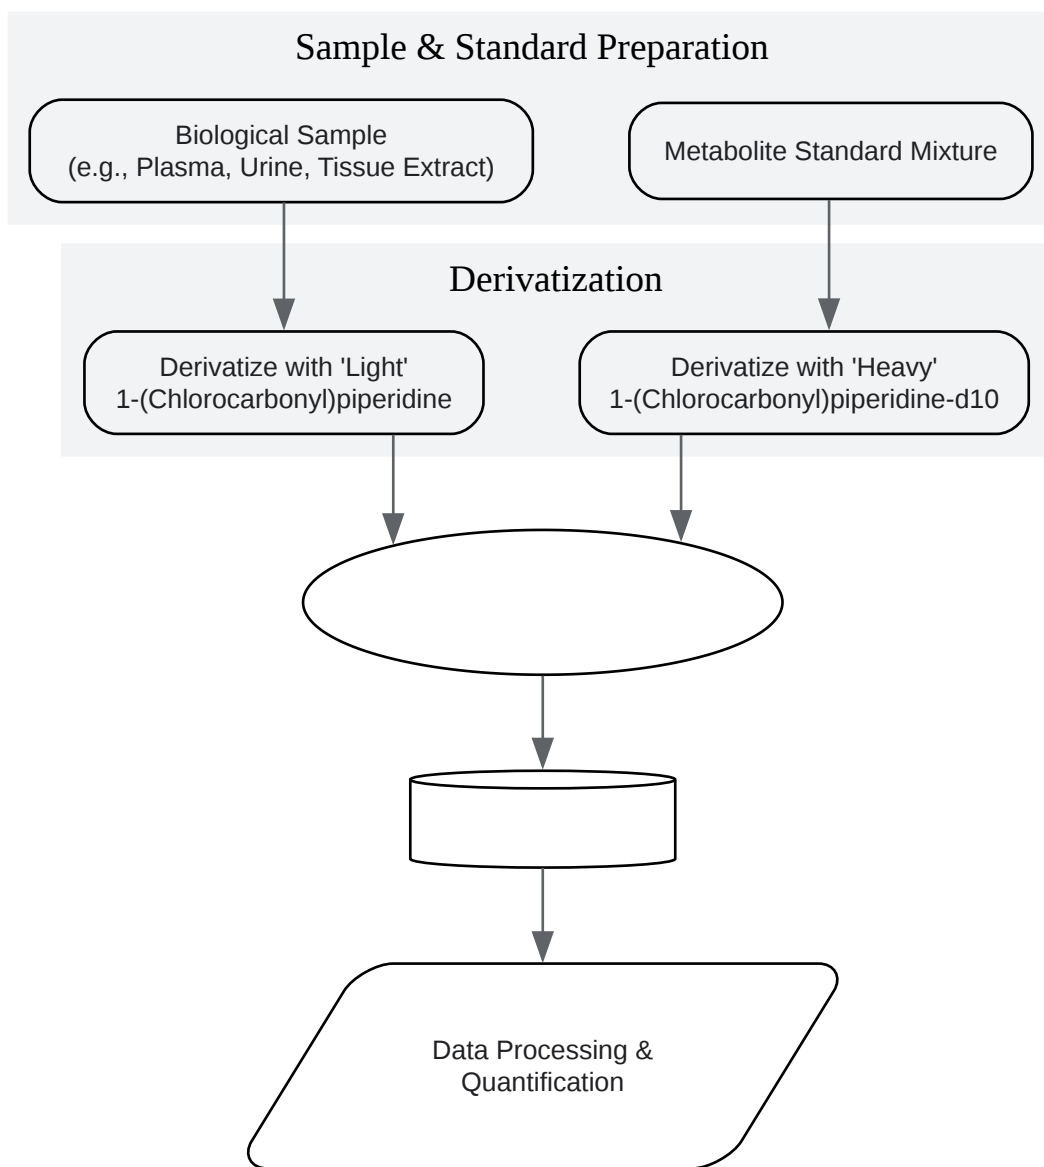 Sample & Standard Preparation
Biological Sample
(e.g., Plasma, Urine, Tissue Extract)
Metabolite Standard Mixture
Derivatization
Derivatize with 'Light'
1-(Chlorocarbonyl)piperidine
Derivatize with 'Heavy'
1-(Chlorocarbonyl)piperidine-d10
Data Processing &
Quantification